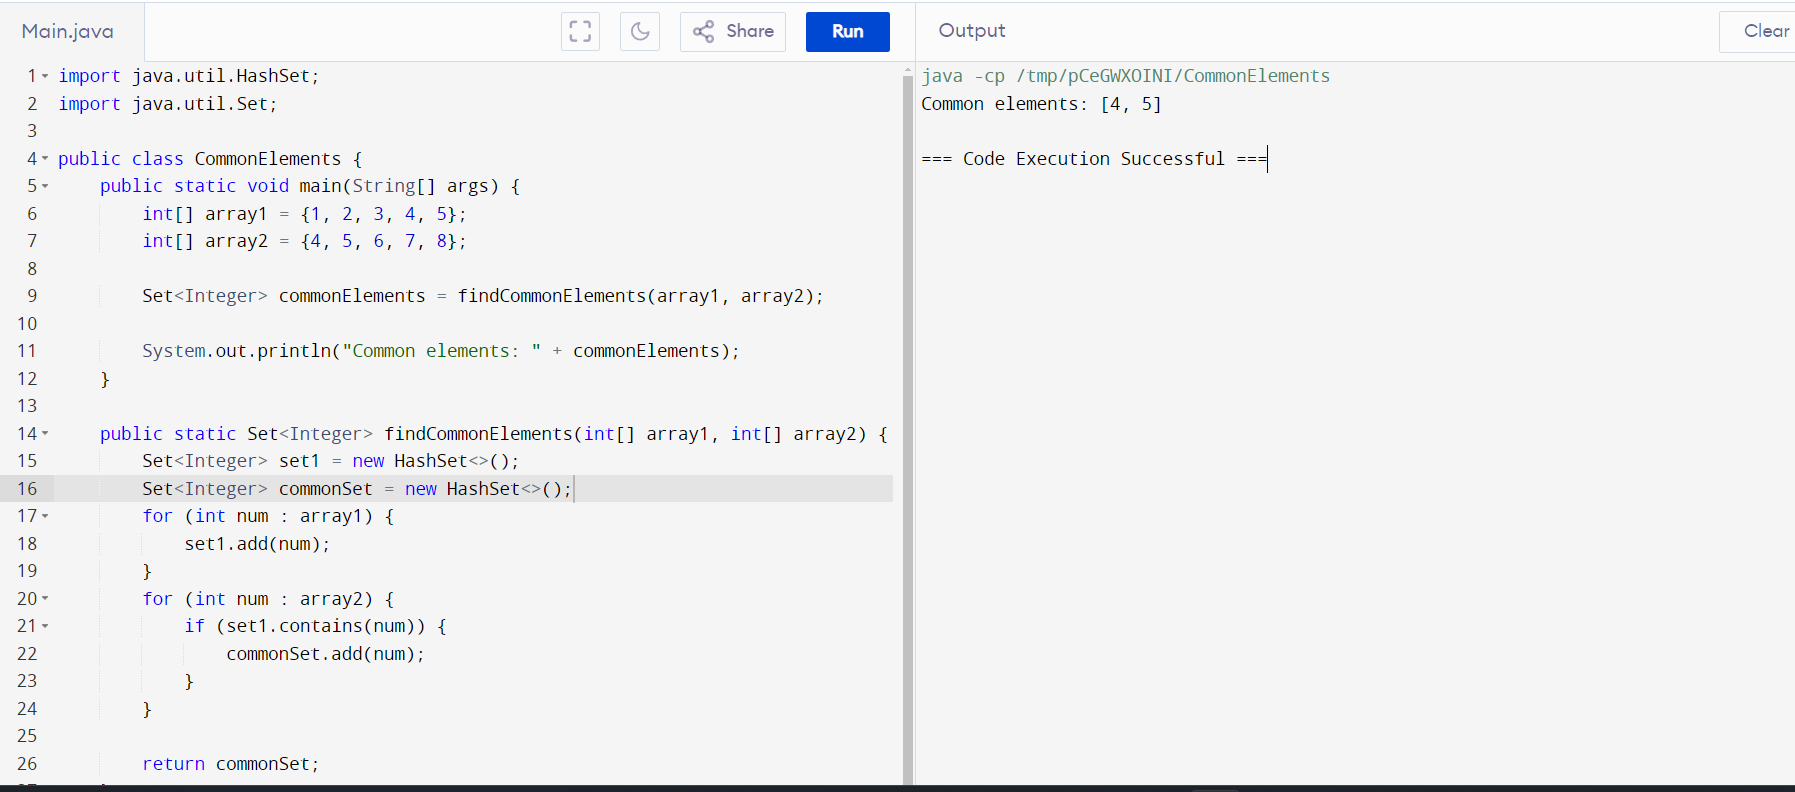 Main.java
Share
Run
Output
Clear
1 import java.util.HashSet;
2 import java.util.Set;
3
4 public class CommonElements {
5     public static void main(String[] args) {
6         int[] array1 = {1, 2, 3, 4, 5};
7         int[] array2 = {4, 5, 6, 7, 8};
8
9         Set<Integer> commonElements = findCommonElements(array1, array2);
10
11         System.out.println("Common elements: " + commonElements);
12     }
13
14     public static Set<Integer> findCommonElements(int[] array1, int[] array2) {
15         Set<Integer> set1 = new HashSet<>();
16         Set<Integer> commonSet = new HashSet<>();
17         for (int num : array1) {
18             set1.add(num);
19         }
20         for (int num : array2) {
21             if (set1.contains(num)) {
22                 commonSet.add(num);
23             }
24         }
25
26         return commonSet;
java -cp /tmp/pCeGWXOINI/CommonElements
Common elements: [4, 5]
=== Code Execution Successful ===